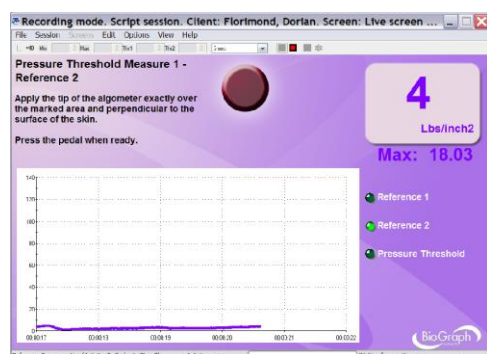 Recording mode. Script session. Client: Florimond, Dorian. Screen: Live screen ...
File Session Screens Edit Options View Help
Pressure Threshold Measure 1 -
Reference 2
Apply the tip of the algometer exactly over
the marked area and perpendicular to the
surface of the skin.
Press the pedal when ready.
4
Lbs/inch2
Max: 18.03
Reference 1
Reference 2
Pressure Threshold
140
100
80
60
40
20
BioGraph